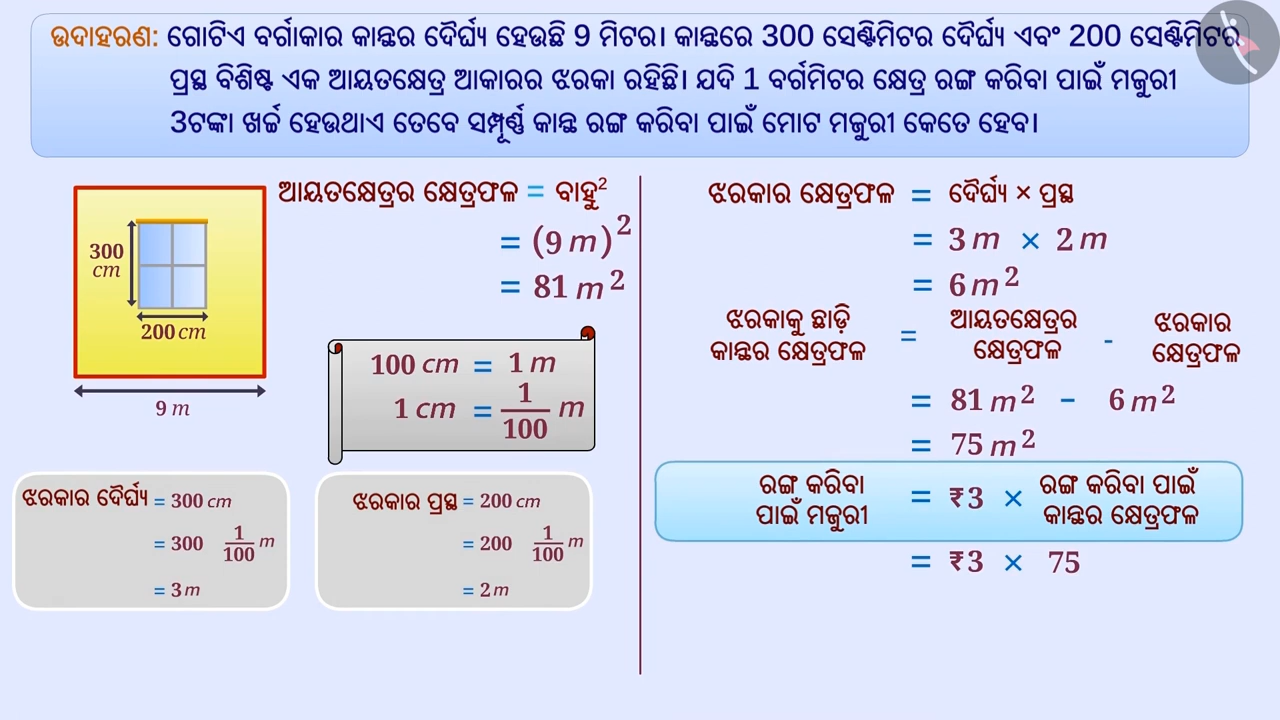 ଉଦାହରଣ: ଗୋଟିଏ ବର୍ଗାକାର କାନ୍ଥର ଦୈର୍ଘ୍ୟ ହେଉଛି 9 ମିଟର। କାନ୍ଥରେ 300 ସେଣ୍ଟିମିଟର ଦୈର୍ଘ୍ୟ ଏବଂ 200 ସେଣ୍ଟିମିଟର
ପ୍ରସ୍ଥ ବିଶିଷ୍ଟ ଏକ ଆୟତକ୍ଷେତ୍ର ଆକାରର ଝରକା ରହିଛି। ଯଦି 1 ବର୍ଗମିଟର କ୍ଷେତ୍ର ରଙ୍ଗ କରିବା ପାଇଁ ମଜୁରୀ
3ଟଙ୍କା ଖର୍ଚ୍ଚ ହେଉଥାଏ ତେବେ ସମ୍ପୂର୍ଣ୍ଣ କାନ୍ଥ ରଙ୍ଗ କରିବା ପାଇଁ ମୋଟ ମଜୁରୀ କେତେ ହେବ।
300
cm
200 cm
9 m
ଆୟତକ୍ଷେତ୍ରର କ୍ଷେତ୍ରଫଳ = ବାହୁ²
= (9 m)²
= 81 m²
100 cm = 1 m
1 cm = 1/100 m
ଝରକାର ଦୈର୍ଘ୍ୟ = 300 cm
= 300 1/100 m
= 3 m
ଝରକାର ପ୍ରସ୍ଥ = 200 cm
= 200 1/100 m
= 2 m
ଝରକାର କ୍ଷେତ୍ରଫଳ = ଦୈର୍ଘ୍ୟ × ପ୍ରସ୍ଥ
= 3 m × 2 m
= 6 m²
ଝରକାକୁ ଛାଡ଼ି ଆୟତକ୍ଷେତ୍ରର ଝରକାର
କାନ୍ଥର କ୍ଷେତ୍ରଫଳ = କ୍ଷେତ୍ରଫଳ - କ୍ଷେତ୍ରଫଳ
= 81 m² − 6 m²
= 75 m²
ରଙ୍ଗ କରିବା ରଙ୍ଗ କରିବା ପାଇଁ
ପାଇଁ ମଜୁରୀ = ₹3 × କାନ୍ଥର କ୍ଷେତ୍ରଫଳ
= ₹3 × 75